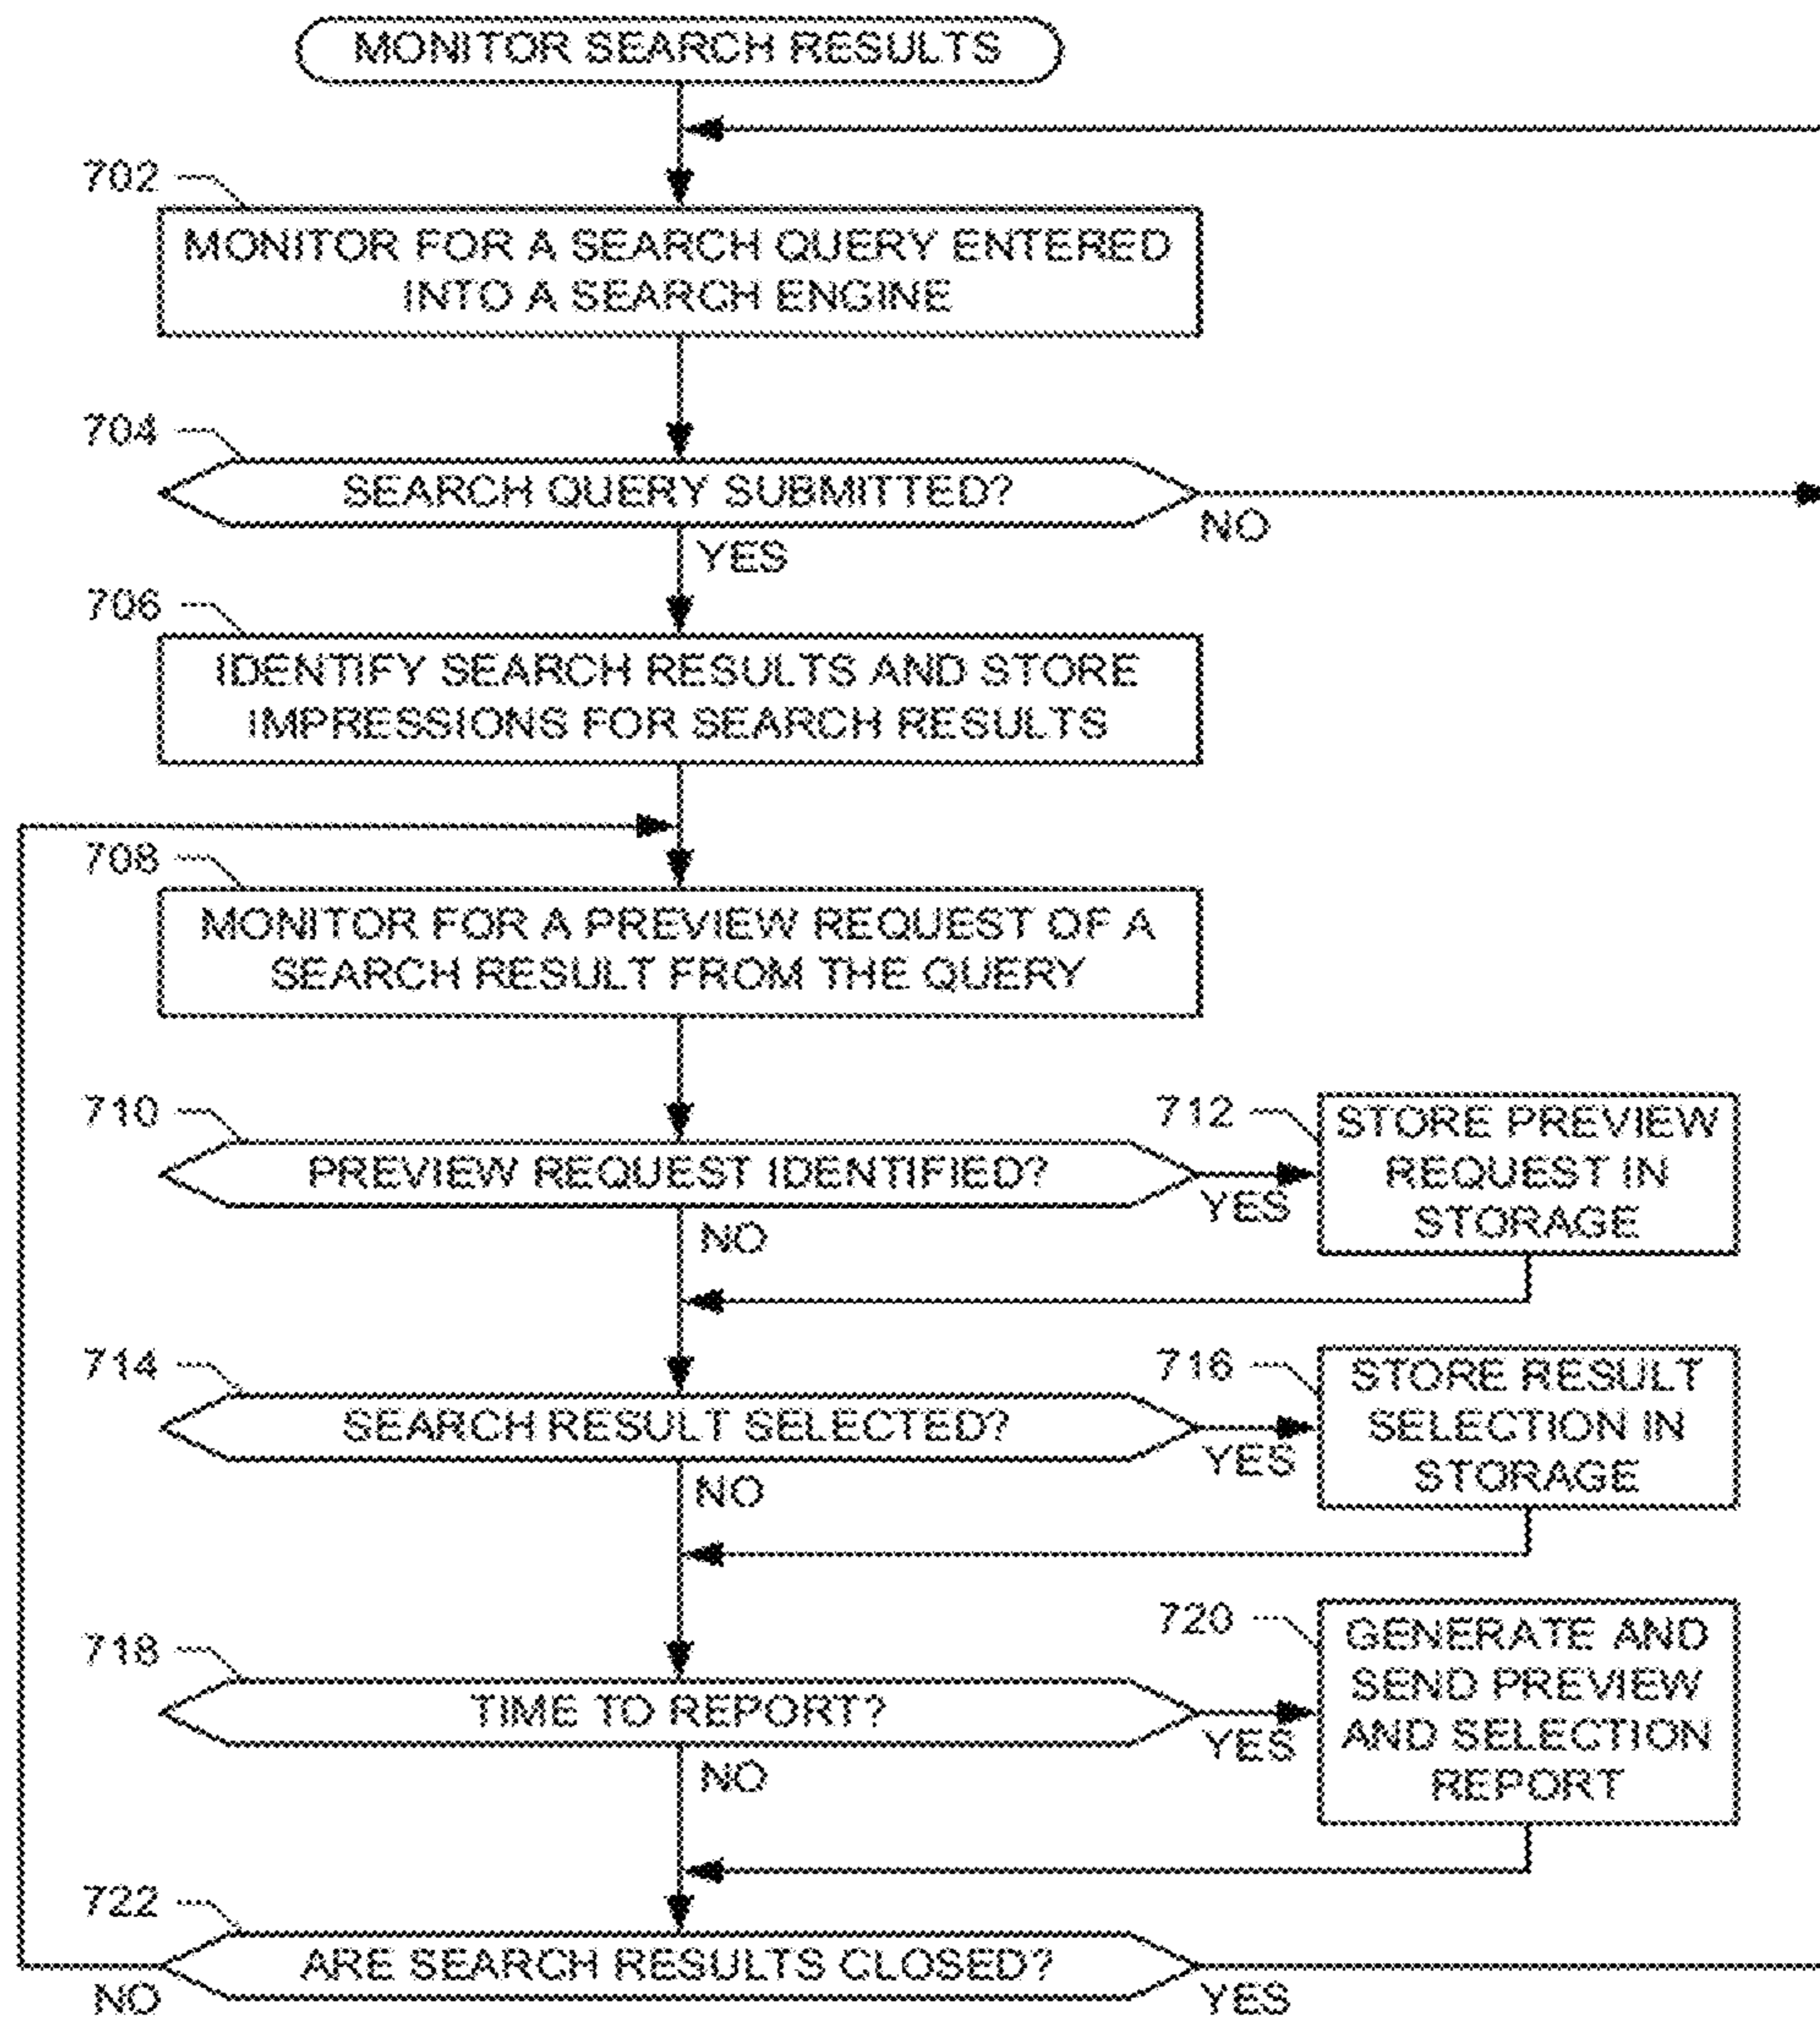 MONITOR SEARCH RESULTS
702
MONITOR FOR A SEARCH QUERY ENTERED
INTO A SEARCH ENGINE
704
SEARCH QUERY SUBMITTED?
NO
YES
706
IDENTIFY SEARCH RESULTS AND STORE
IMPRESSIONS FOR SEARCH RESULTS
708
MONITOR FOR A PREVIEW REQUEST OF A
SEARCH RESULT FROM THE QUERY
710
PREVIEW REQUEST IDENTIFIED?
YES
NO
712
STORE PREVIEW
REQUEST IN
STORAGE
714
SEARCH RESULT SELECTED?
YES
NO
716
STORE RESULT
SELECTION IN
STORAGE
718
TIME TO REPORT?
YES
NO
720
GENERATE AND
SEND PREVIEW
AND SELECTION
REPORT
722
ARE SEARCH RESULTS CLOSED?
NO
YES